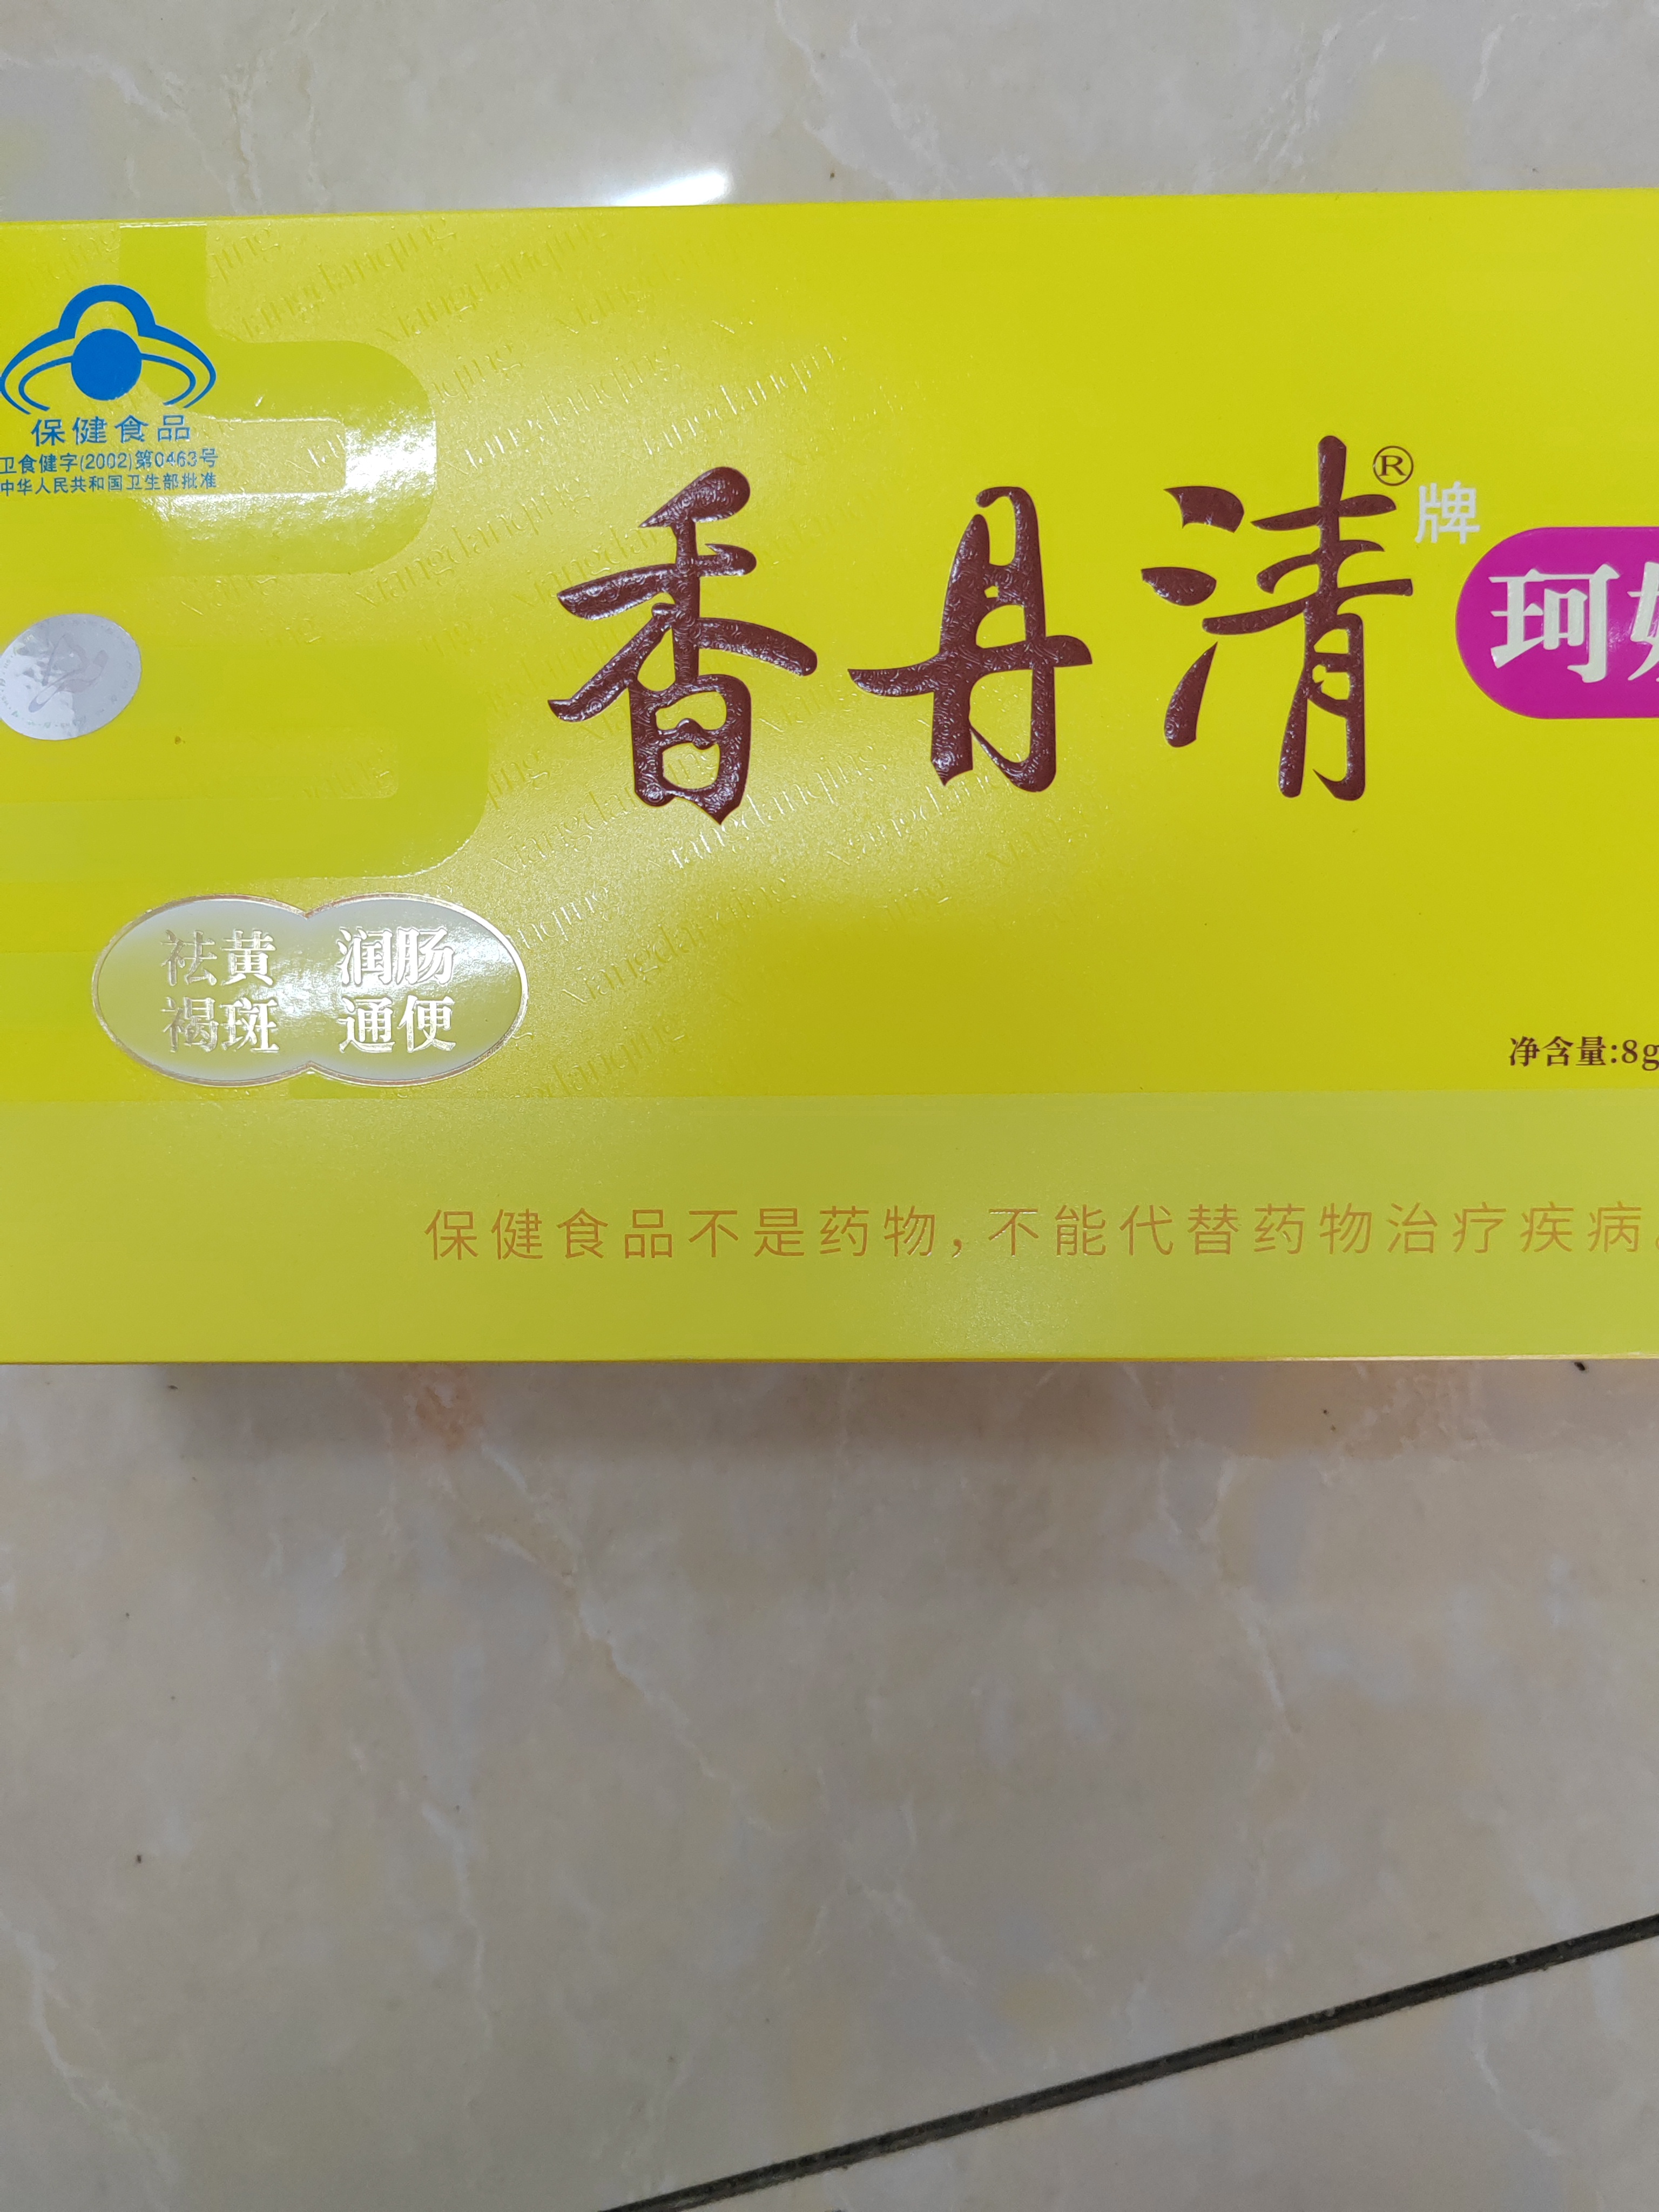 保健食品
卫食健字(2002)第0463号
中华人民共和国卫生部批准
香丹清®牌
珂
祛黄 润肠
褐斑 通便
净含量:8g
保健食品不是药物,不能代替药物治疗疾病。